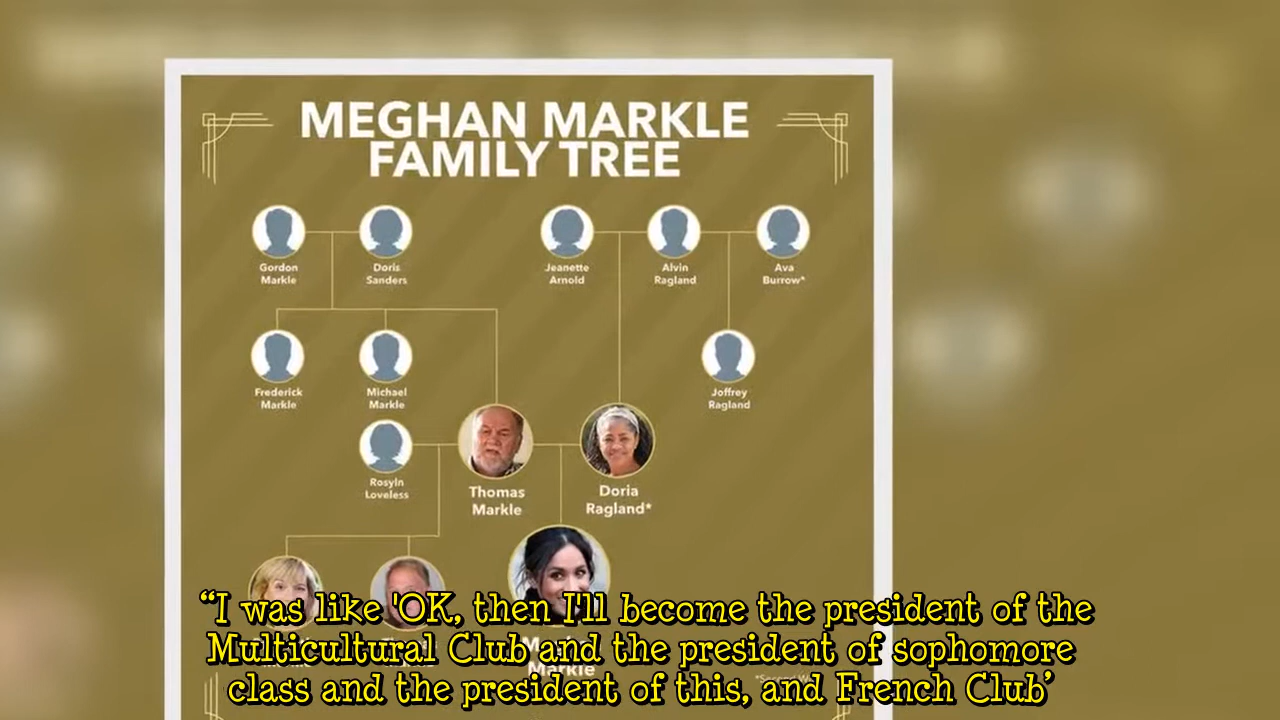 MEGHAN MARKLE
FAMILY TREE
Gordon Markle
Doris Sanders
Jeanette Arnold
Alvin Ragland
Ava Burrow*
Frederick Markle
Michael Markle
Joffrey Ragland
Rosyln Loveless
Thomas Markle
Doria Ragland*
Markle
“I was like 'OK, then I'll become the president of the
Multicultural Club and the president of sophomore
class and the president of this, and French Club’